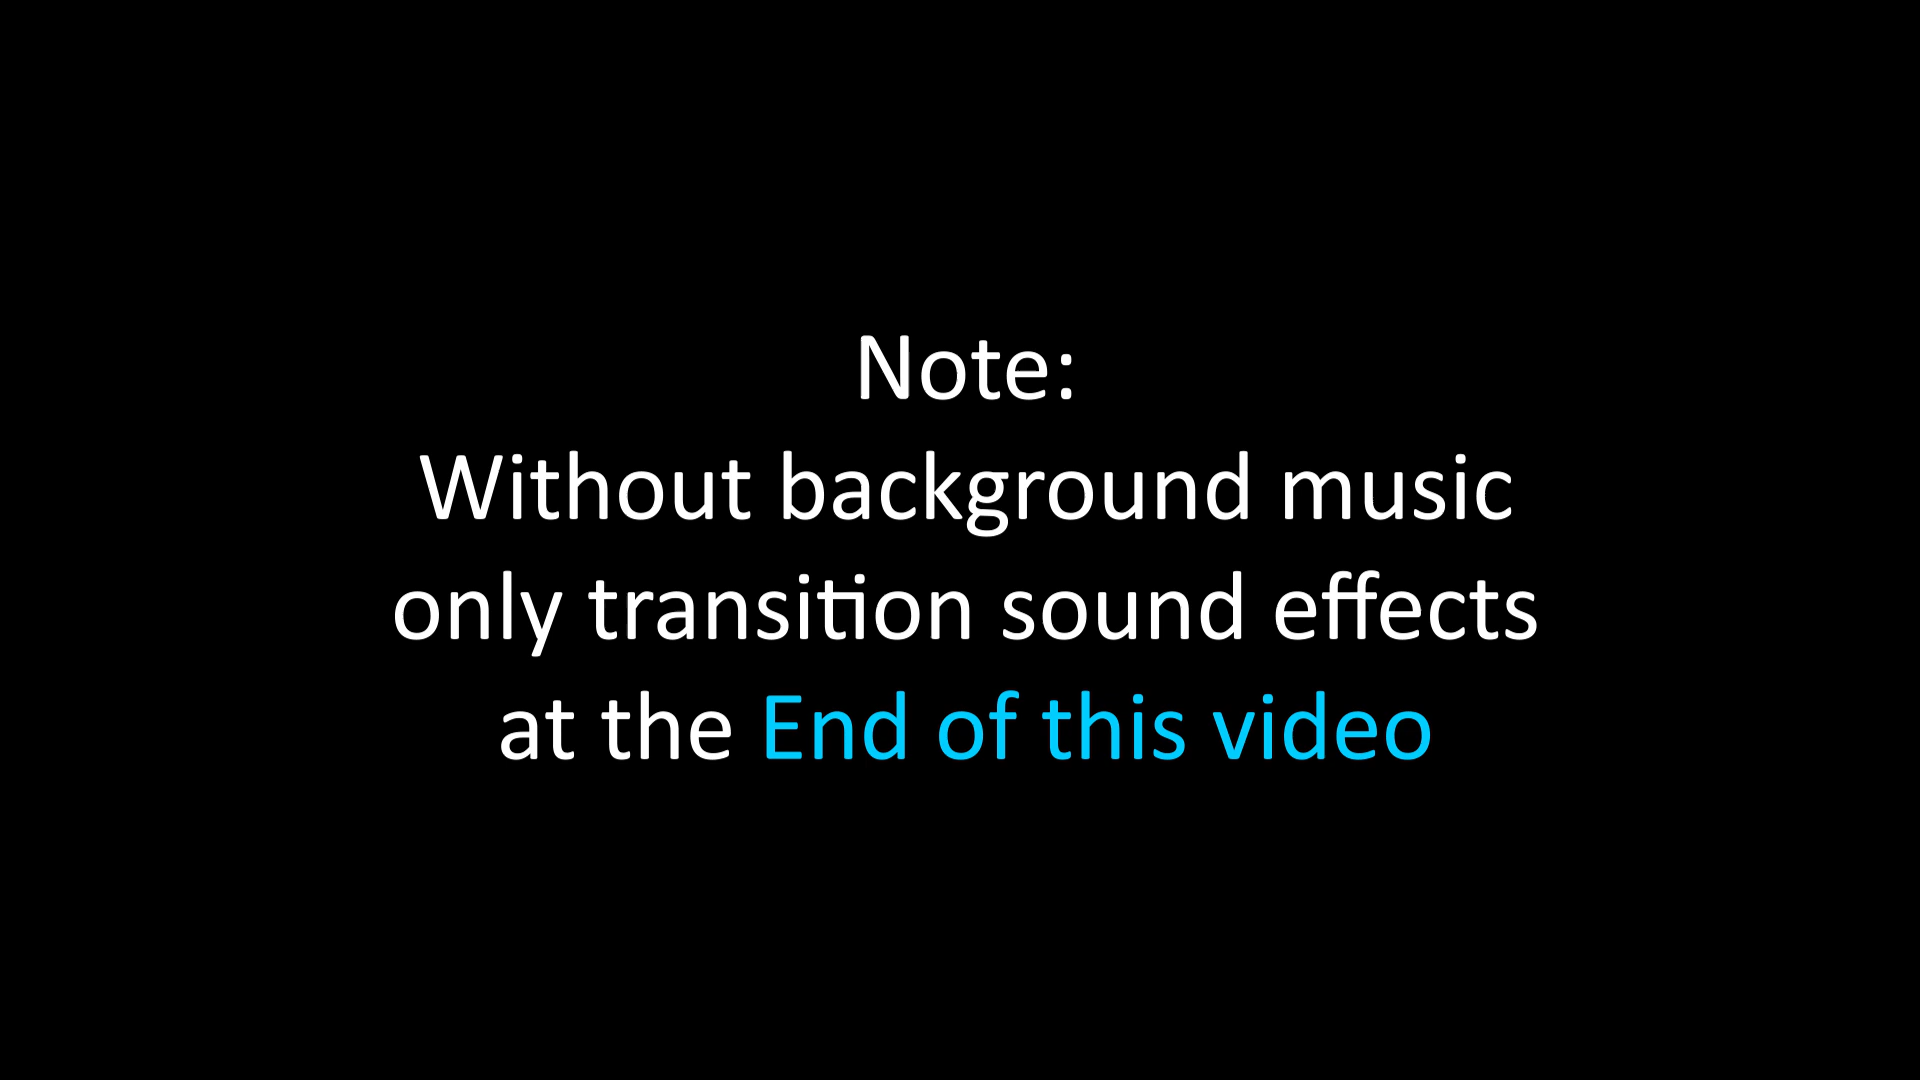 Note:
Without background music
only transition sound effects
at the End of this video